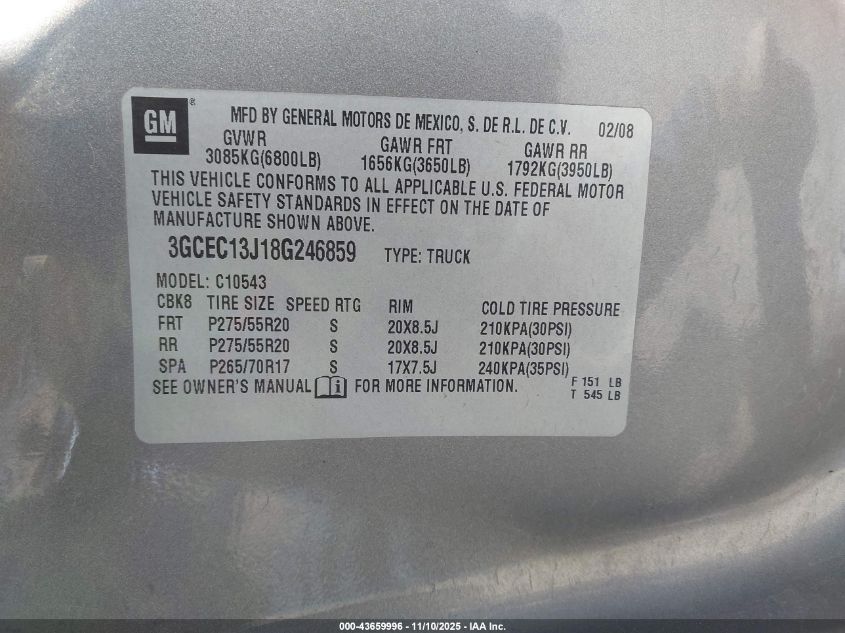 GM ®
MFD BY GENERAL MOTORS DE MEXICO, S. DE R.L. DE C.V. 02/08
GVWR GAWR FRT GAWR RR
3085KG(6800LB) 1656KG(3650LB) 1792KG(3950LB)
THIS VEHICLE CONFORMS TO ALL APPLICABLE U.S. FEDERAL MOTOR
VEHICLE SAFETY STANDARDS IN EFFECT ON THE DATE OF
MANUFACTURE SHOWN ABOVE.
3GCEC13J18G246859 TYPE: TRUCK
MODEL: C10543
CBK8 TIRE SIZE SPEED RTG RIM COLD TIRE PRESSURE
FRT P275/55R20 S 20X8.5J 210KPA(30PSI)
RR P275/55R20 S 20X8.5J 210KPA(30PSI)
SPA P265/70R17 S 17X7.5J 240KPA(35PSI)
SEE OWNER'S MANUAL i FOR MORE INFORMATION. F 151 LB
T 545 LB
000-43659996 - 11/10/2025 - IAA Inc.